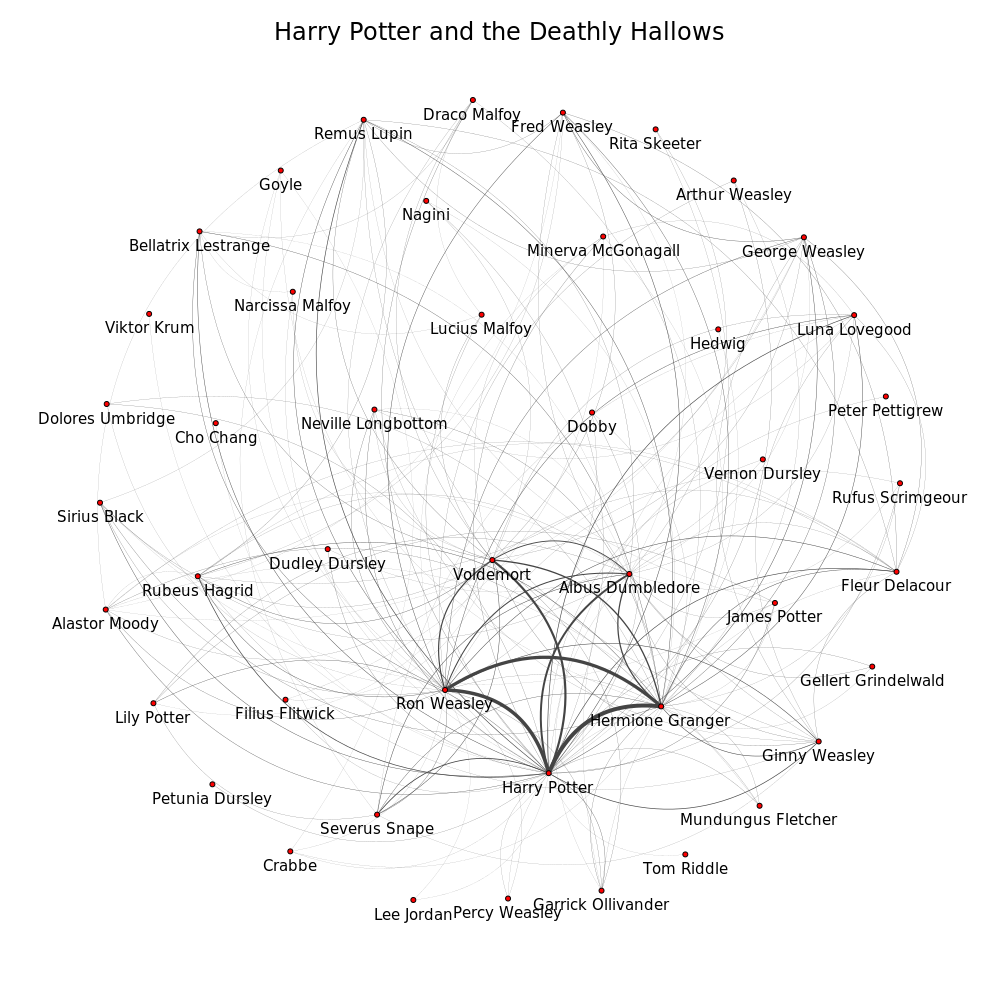 Harry Potter and the Deathly Hallows
Draco Malfoy
Fred Weasley
Remus Lupin
Rita Skeeter
Goyle
Arthur Weasley
Nagini
Bellatrix Lestrange
Minerva McGonagall
George Weasley
Narcissa Malfoy
Viktor Krum
Lucius Malfoy
Luna Lovegood
Hedwig
Peter Pettigrew
Dolores Umbridge
Neville Longbottom
Dobby
Cho Chang
Vernon Dursley
Rufus Scrimgeour
Sirius Black
Dudley Dursley
Voldemort
Albus Dumbledore
Fleur Delacour
Rubeus Hagrid
James Potter
Alastor Moody
Gellert Grindelwald
Ron Weasley
Lily Potter
Filius Flitwick
Hermione Granger
Ginny Weasley
Harry Potter
Petunia Dursley
Mundungus Fletcher
Severus Snape
Crabbe
Tom Riddle
Garrick Ollivander
Percy Weasley
Lee Jordan